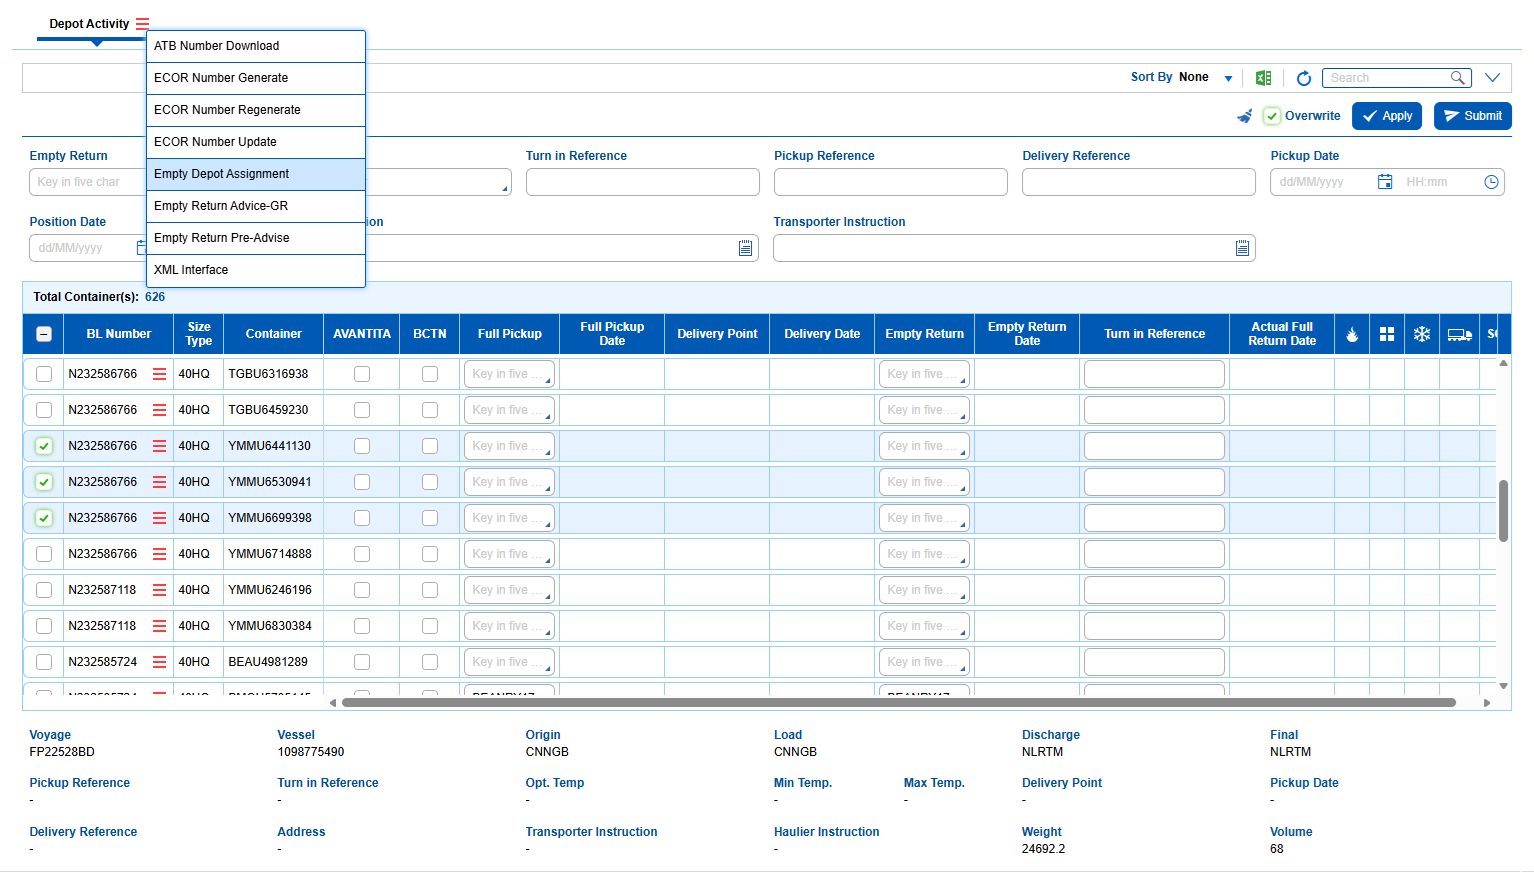 Depot Activity
ATB Number Download
ECOR Number Generate
ECOR Number Regenerate
ECOR Number Update
Empty Depot Assignment
Empty Return Advice-GR
Empty Return Pre-Advise
XML Interface
Sort By None Search
Overwrite Apply Submit
Empty Return Turn in Reference Pickup Reference Delivery Reference Pickup Date
Key in five char dd/MM/yyyy HH:mm
Position Date ion Transporter Instruction
dd/MM/yyyy
Total Container(s): 626
BL Number Size Type Container AVANTITA BCTN Full Pickup Full Pickup Date Delivery Point Delivery Date Empty Return Empty Return Date Turn in Reference Actual Full Return Date
N232586766 40HQ TGBU6316938 Key in five ... Key in five ...
N232586766 40HQ TGBU6459230 Key in five ... Key in five ...
N232586766 40HQ YMMU6441130 Key in five ... Key in five ...
N232586766 40HQ YMMU6530941 Key in five ... Key in five ...
N232586766 40HQ YMMU6699398 Key in five ... Key in five ...
N232586766 40HQ YMMU6714888 Key in five ... Key in five ...
N232587118 40HQ YMMU6246196 Key in five ... Key in five ...
N232587118 40HQ YMMU6830384 Key in five ... Key in five ...
N232585724 40HQ BEAU4981289 Key in five ... Key in five ...
Voyage Vessel Origin Load Discharge Final
FP22528BD 1098775490 CNNGB CNNGB NLRTM NLRTM
Pickup Reference Turn in Reference Opt. Temp Min Temp. Max Temp. Delivery Point Pickup Date
- - - - - - -
Delivery Reference Address Transporter Instruction Haulier Instruction Weight Volume
- - - - 24692.2 68